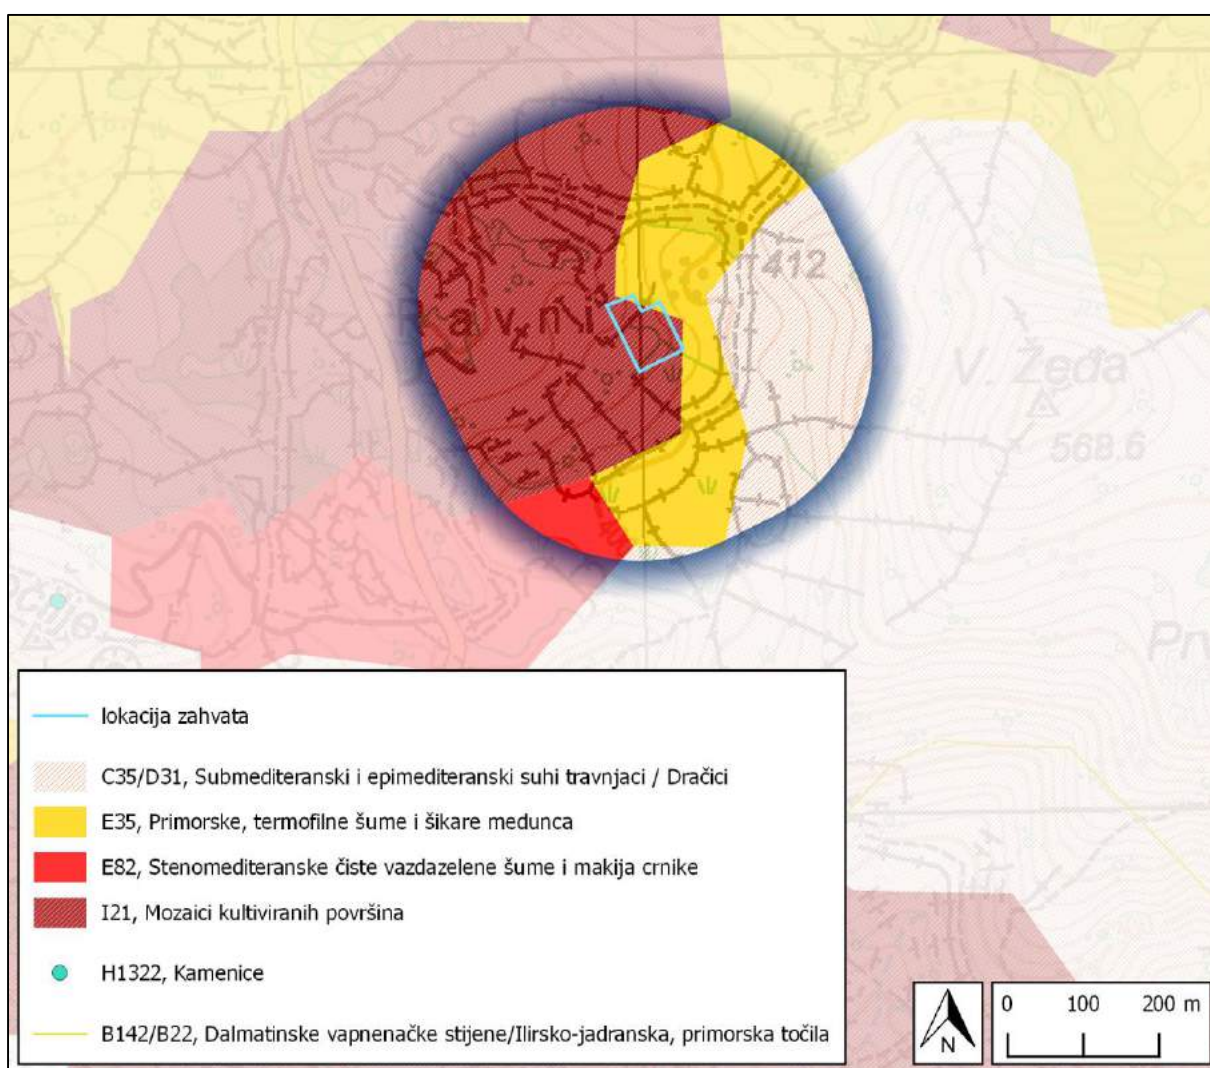 412
a v n i
V. Žeda
568.6
lokacija zahvata
C35/D31, Submediteranski i epimediteranski suhi travnjaci / Dračici
E35, Primorske, termofilne šume i šikare medunca
E82, Stenomediteranske čiste vazdazelene šume i makija crnike
I21, Mozaici kultiviranih površina
H1322, Kamenice
B142/B22, Dalmatinske vapnenačke stijene/Ilirsko-jadranska, primorska točila
N
0 100 200 m